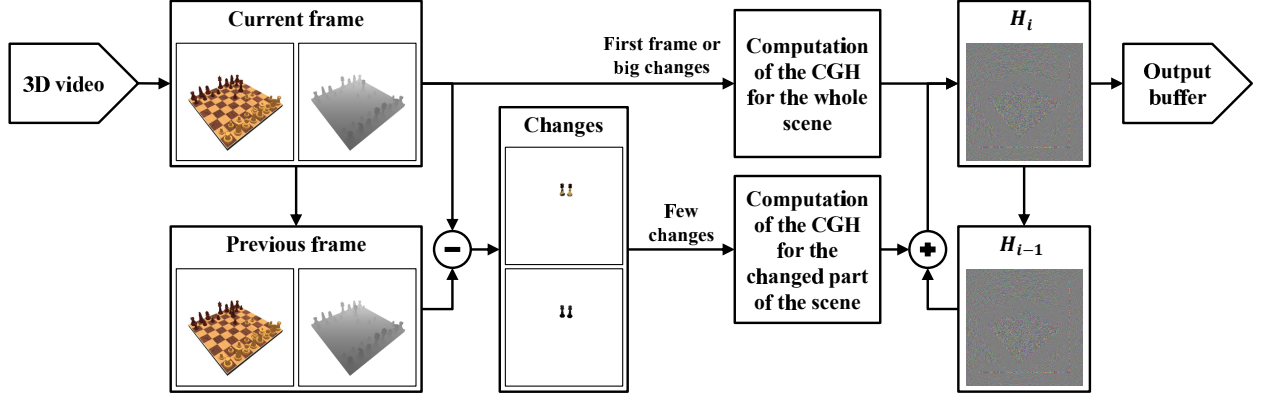 3D video
Current frame
Previous frame
Changes
First frame or
big changes
Few
changes
Computation
of the CGH
for the whole
scene
Computation
of the CGH
for the
changed part
of the scene
H_i
H_{i−1}
Output
buffer